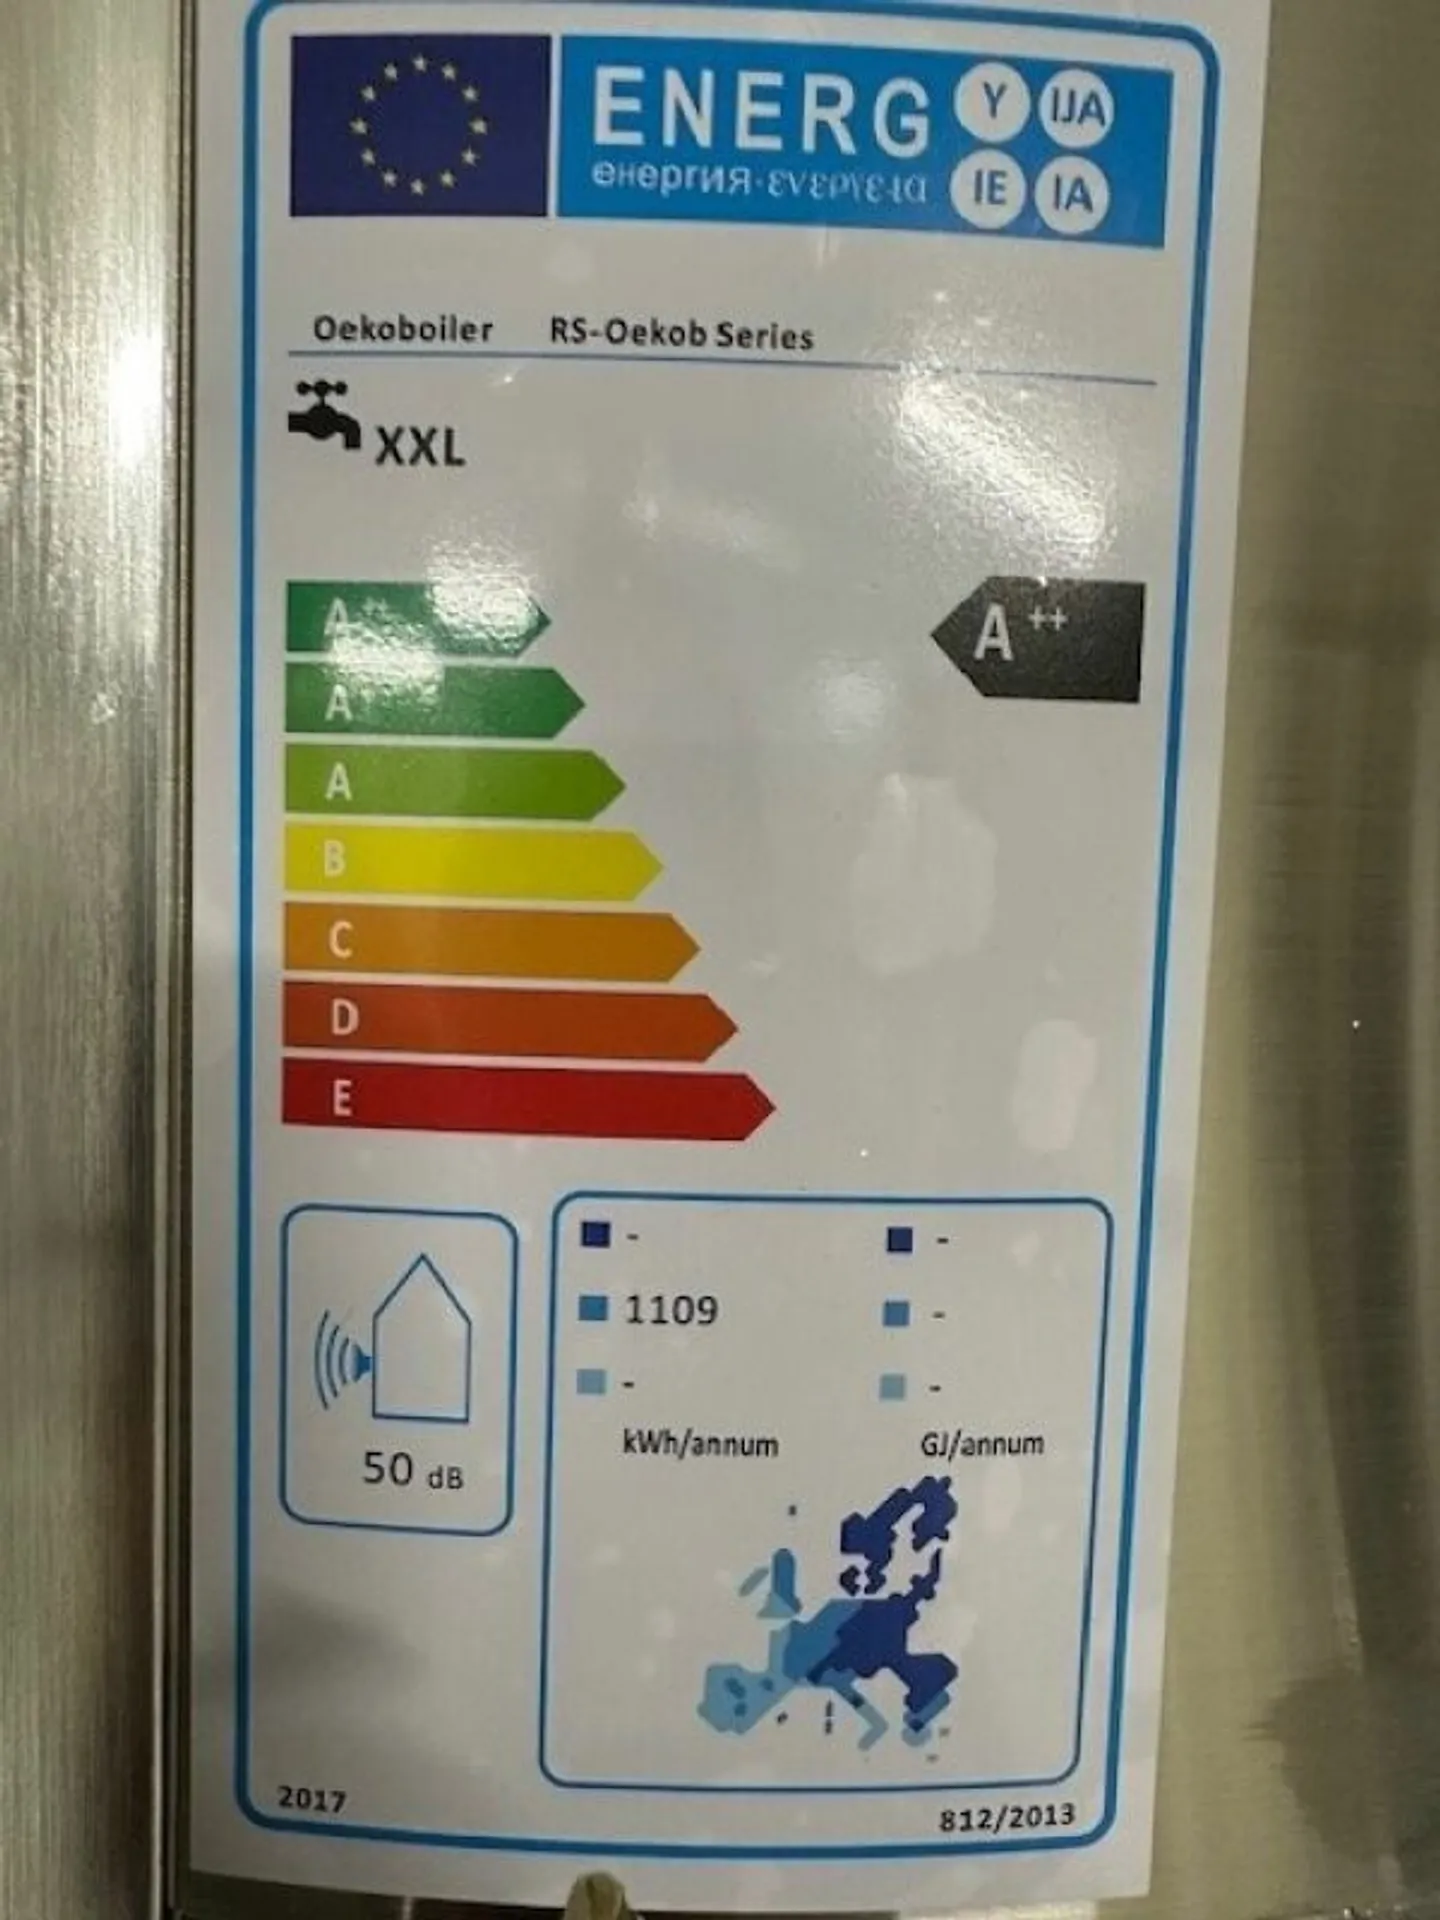 ENERG Y IJA
енергия·ενεργεια IE IA
Oekoboiler RS-Oekob Series
XXL
A++
A++
A+
A
B
C
D
E
- -
1109 -
- -
kWh/annum GJ/annum
50 dB
2017
812/2013